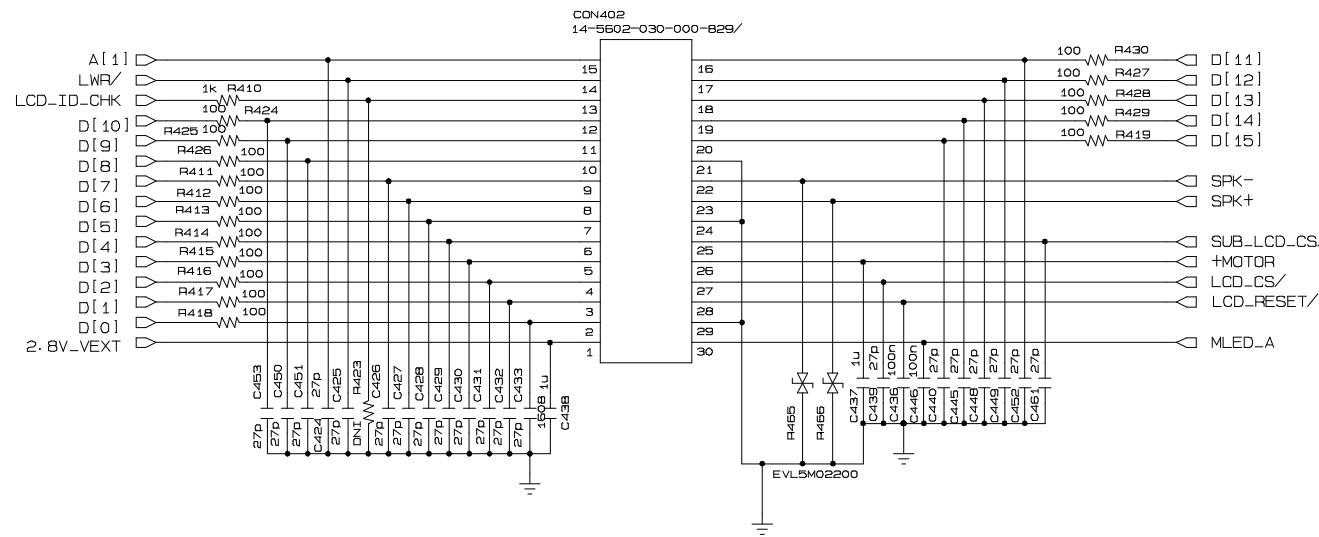 CON402
14-5602-030-000-829/
A[1]
LWR/
LCD_ID_CHK
D[10]
D[9]
D[8]
D[7]
D[6]
D[5]
D[4]
D[3]
D[2]
D[1]
D[0]
2.8V_VEXT
1k R410
100 R424
R425 100
R426 100
R411 100
R412 100
R413 100
R414 100
R415 100
R416 100
R417 100
R418 100
15
14
13
12
11
10
9
8
7
6
5
4
3
2
1
16
17
18
19
20
21
22
23
24
25
26
27
28
29
30
100 R430
100 R427
100 R428
100 R429
100 R419
D[11]
D[12]
D[13]
D[14]
D[15]
SPK-
SPK+
SUB_LCD_CS/
+MOTOR
LCD_CS/
LCD_RESET/
MLED_A
C453 27p
C450 27p
C451 27p
27p C424
C425 27p
R423 DNI
C426 27p
C427 27p
C428 27p
C429 27p
C430 27p
C431 27p
C432 27p
C433 27p
1608 1u
C438
R465
R466
EVL5M02200
1u C437
27p C439
100n C436
100n C446
27p C440
27p C445
27p C448
27p C449
27p C452
27p C461